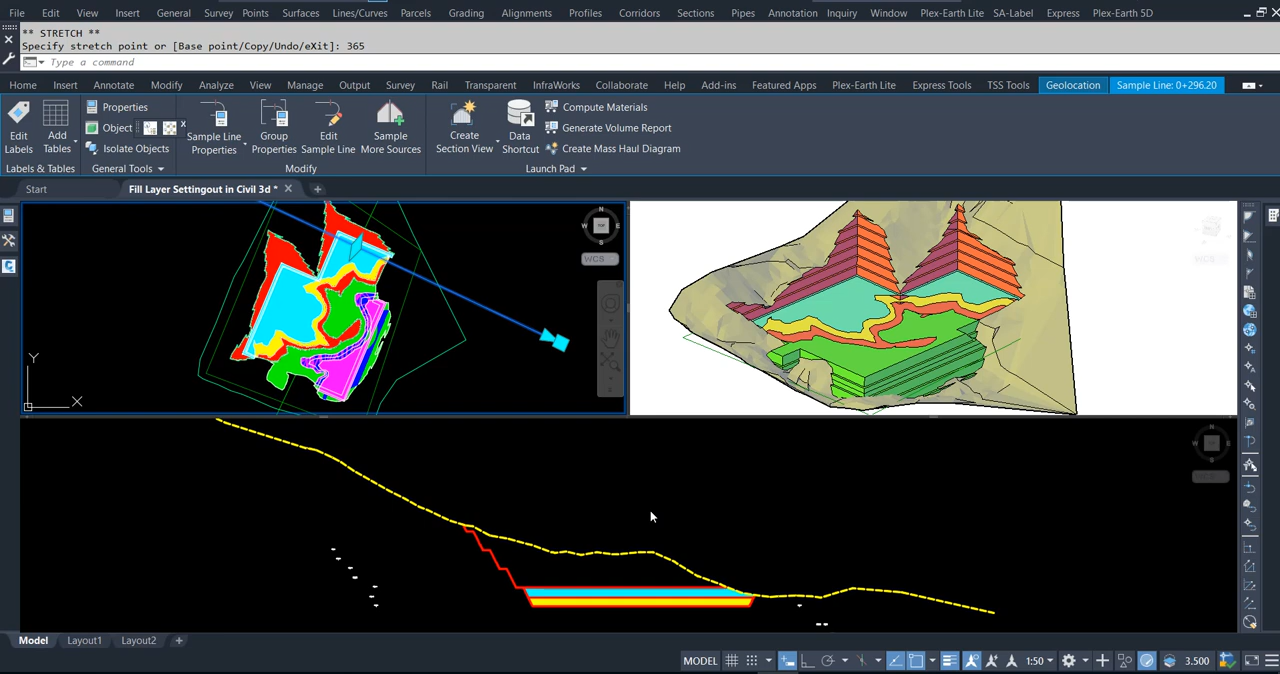 File Edit View Insert General Survey Points Surfaces Lines/Curves Parcels Grading Alignments Profiles Corridors Sections Pipes Annotation Inquiry Window Plex-Earth Lite SA-Label Express Plex-Earth 5D
** STRETCH **
Specify stretch point or [Base point/Copy/Undo/eXit]: 365
Type a command
Home Insert Annotate Modify Analyze View Manage Output Survey Rail Transparent InfraWorks Collaborate Help Add-ins Featured Apps Plex-Earth Lite Express Tools TSS Tools Geolocation Sample Line: 0+296.20
Properties
Object
Isolate Objects
Edit
Labels
Add
Tables
Sample Line
Properties
Group
Properties
Edit
Sample Line
Sample
More Sources
Create
Section View
Data
Shortcut
Compute Materials
Generate Volume Report
Create Mass Haul Diagram
Labels & Tables General Tools Modify Launch Pad
Start Fill Layer Settingout in Civil 3d *
N
W TOP E
S
WCS
Y
X
N
W E
S
Model Layout1 Layout2
MODEL 1:50 3.500